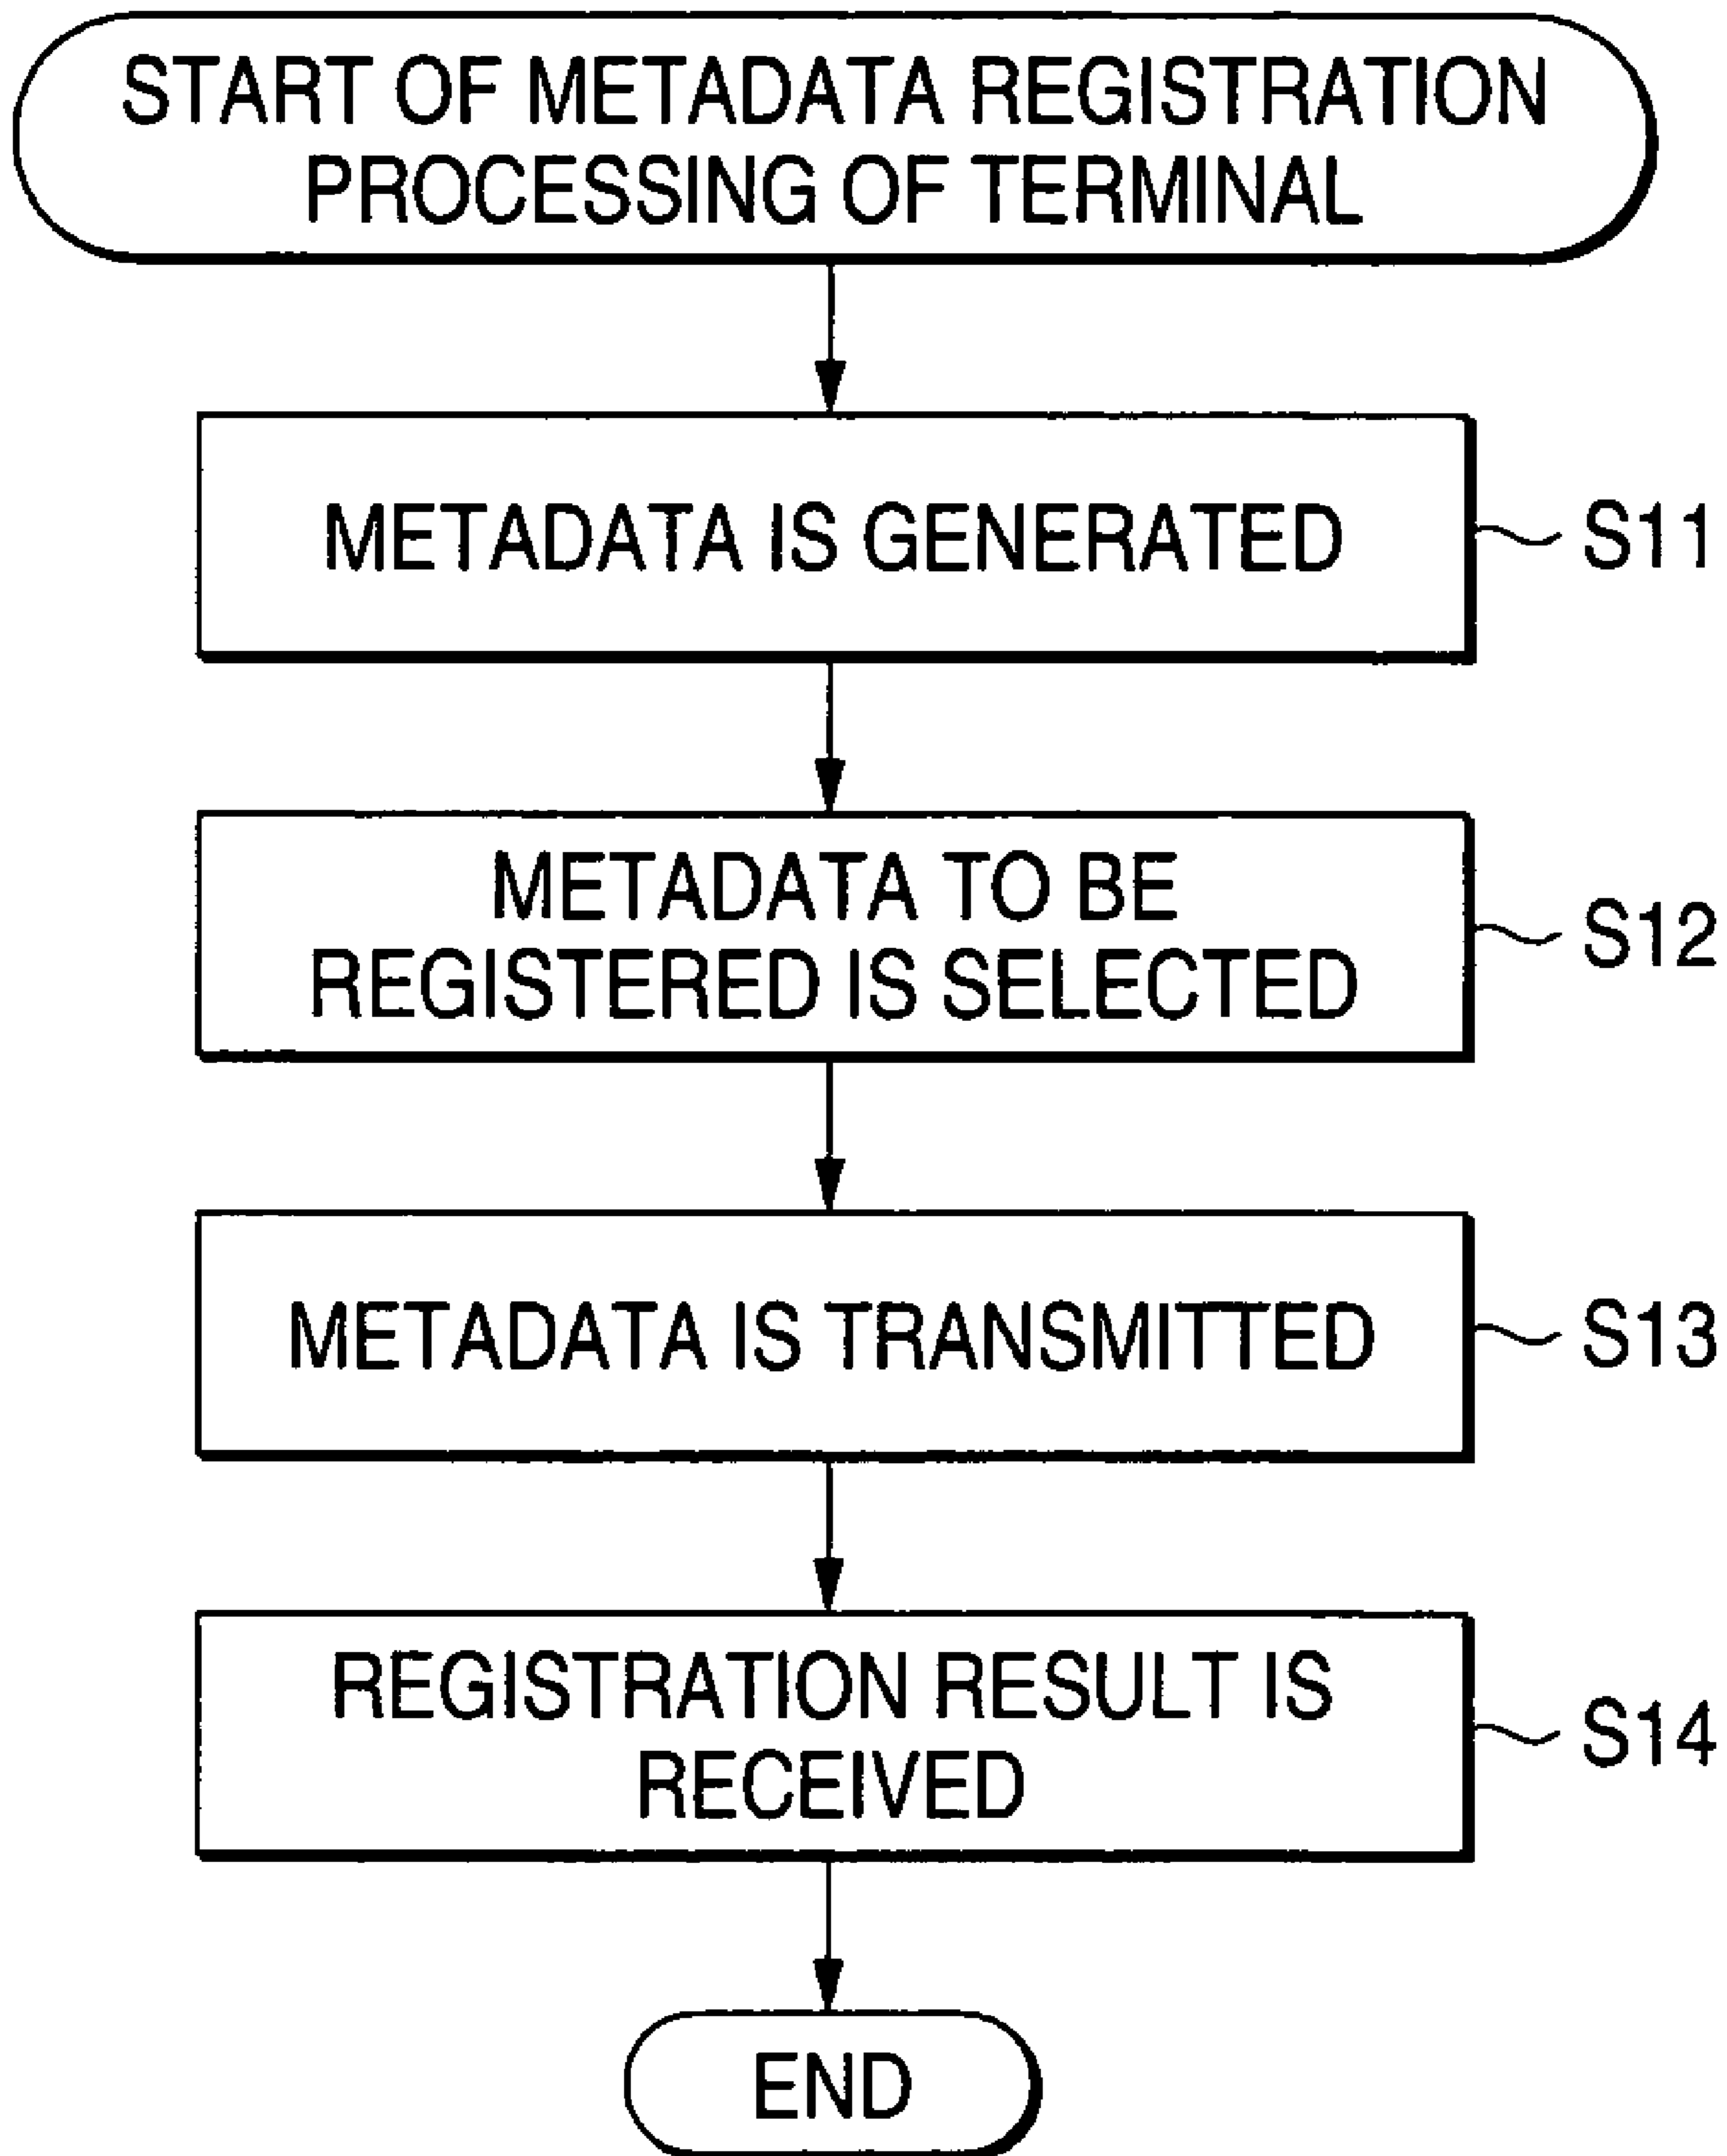 START OF METADATA REGISTRATION
PROCESSING OF TERMINAL
METADATA IS GENERATED
S11
METADATA TO BE
REGISTERED IS SELECTED
S12
METADATA IS TRANSMITTED
S13
REGISTRATION RESULT IS
RECEIVED
S14
END